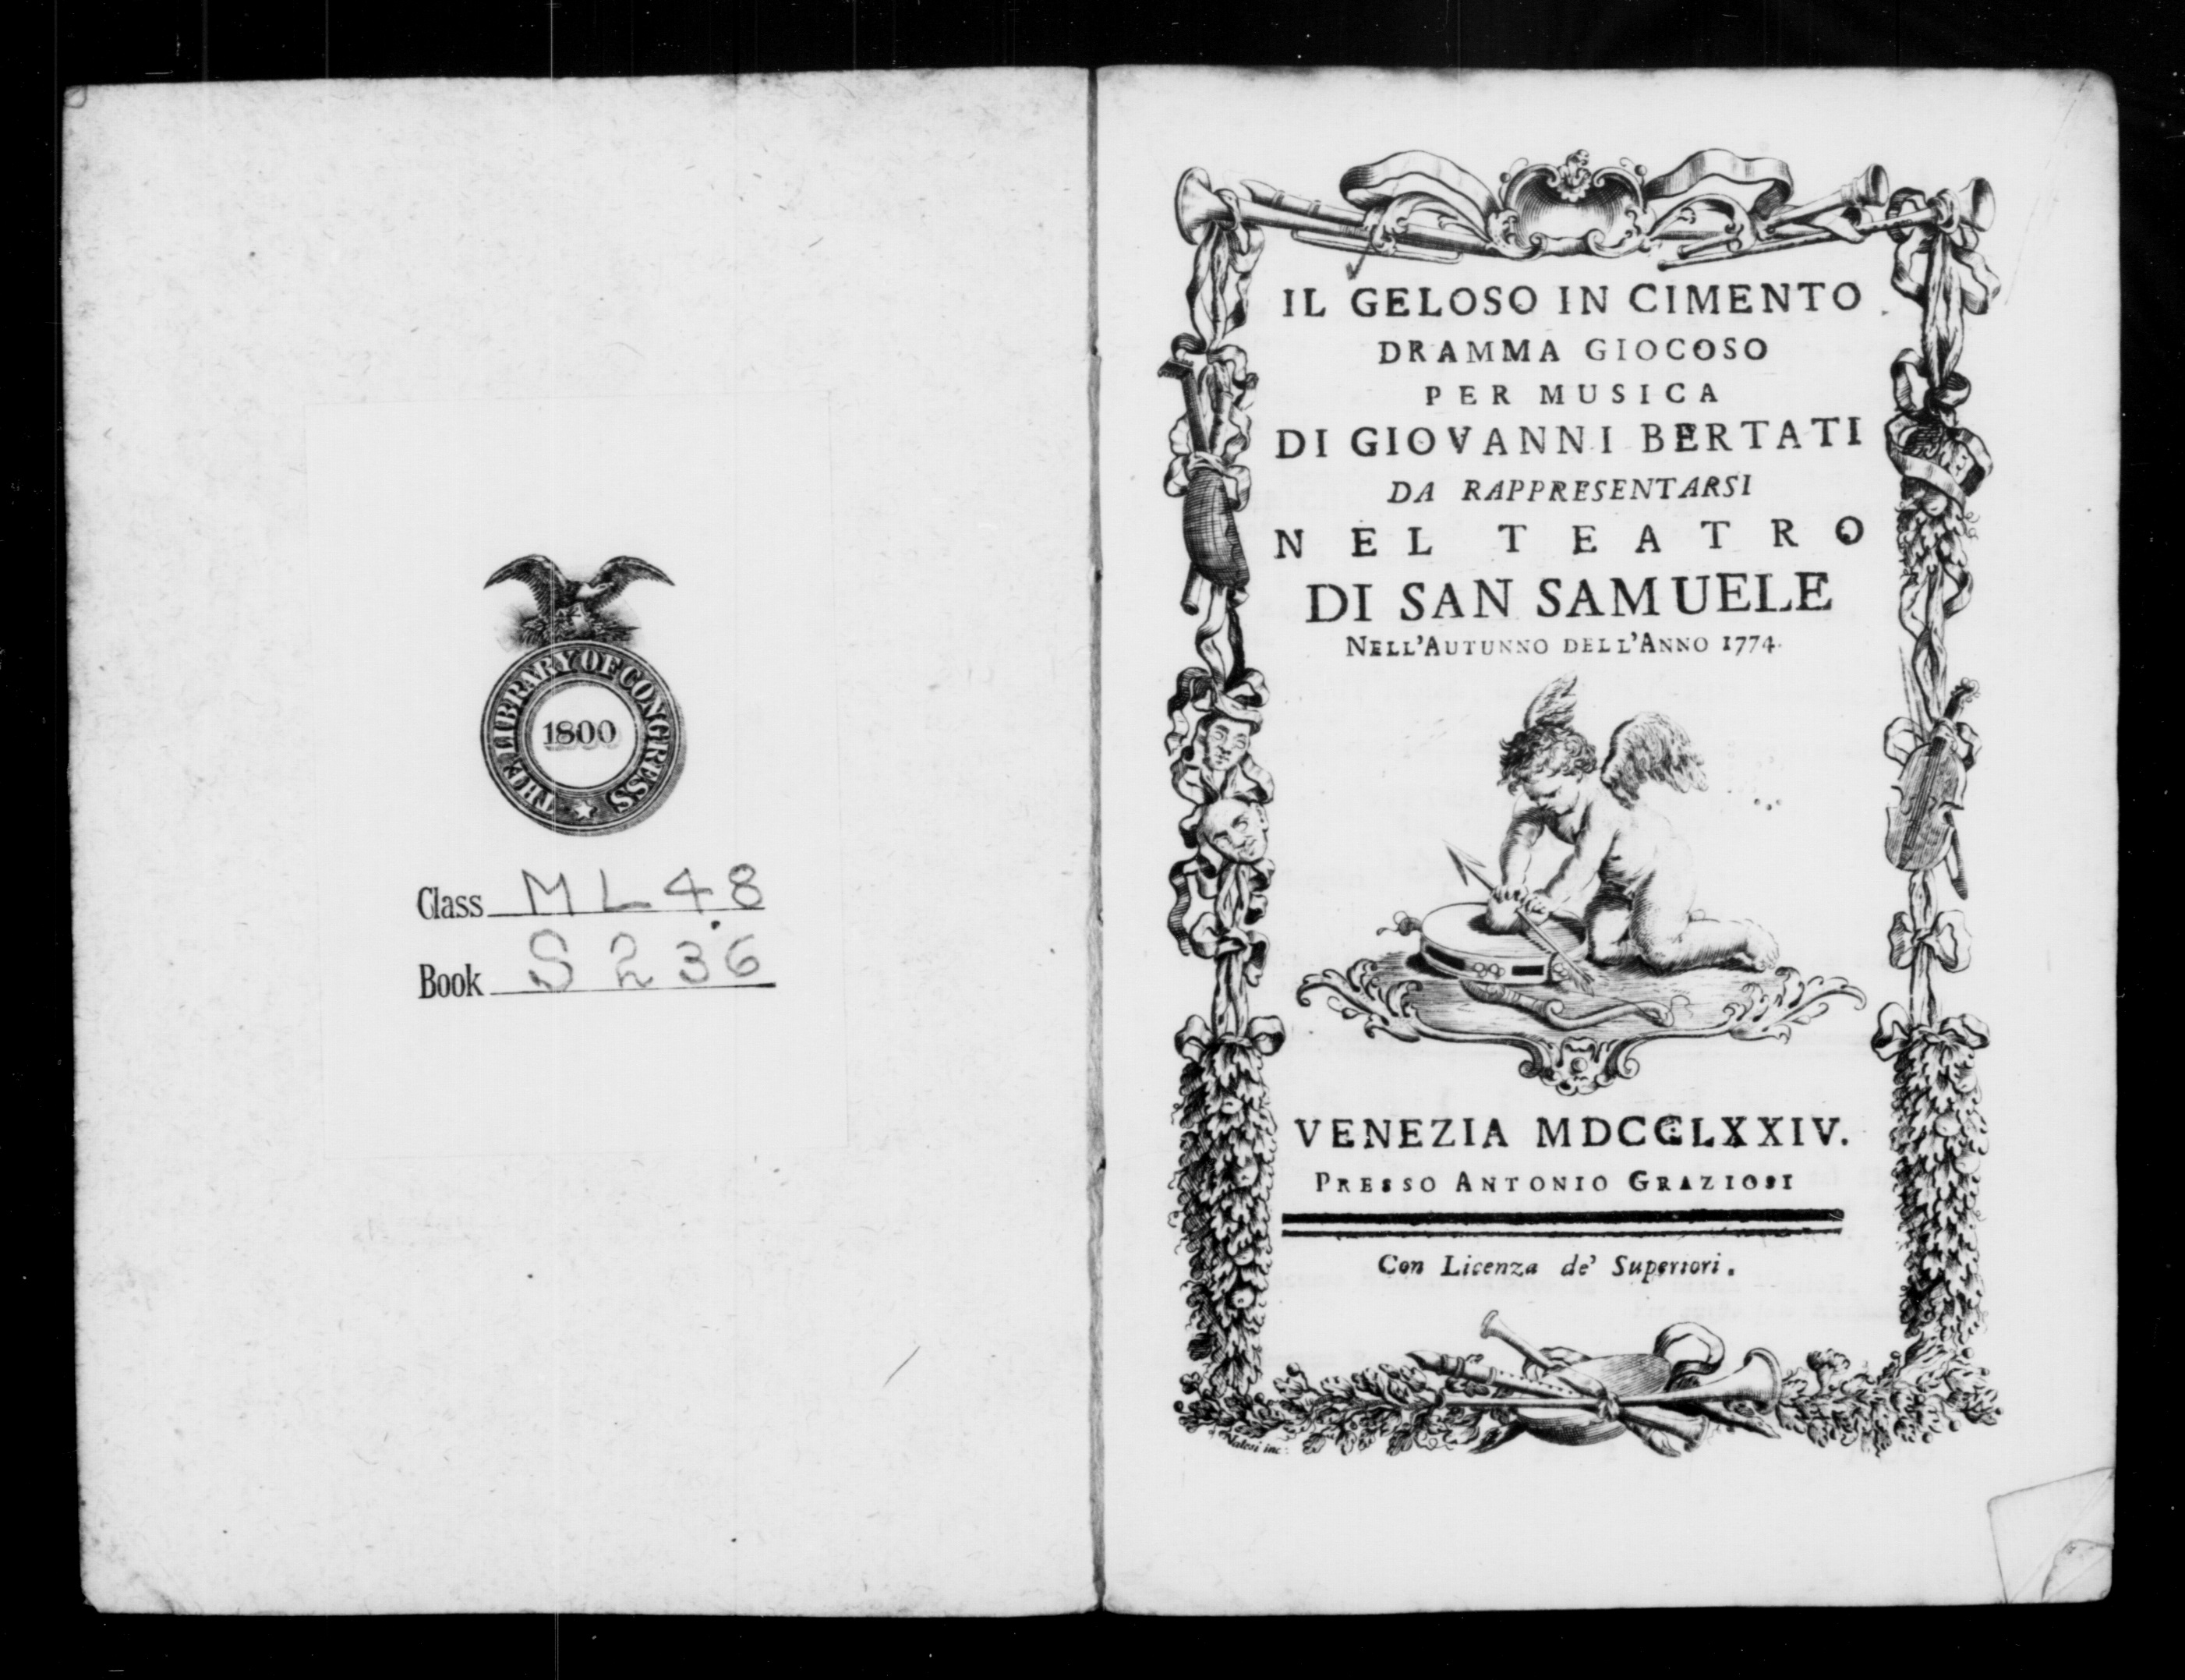 THE LIBRARY OF CONGRESS
1800
Class ML48
Book S236
IL GELOSO IN CIMENTO
DRAMMA GIOCOSO
PER MUSICA
DI GIOVANNI BERTATI
DA RAPPRESENTARSI
NEL TEATRO
DI SAN SAMUELE
NELL'AUTUNNO DELL'ANNO 1774.
VENEZIA MDCCLXXIV.
PRESSO ANTONIO GRAZIOSI
Con Licenza de' Superiori.
Valesi inc.